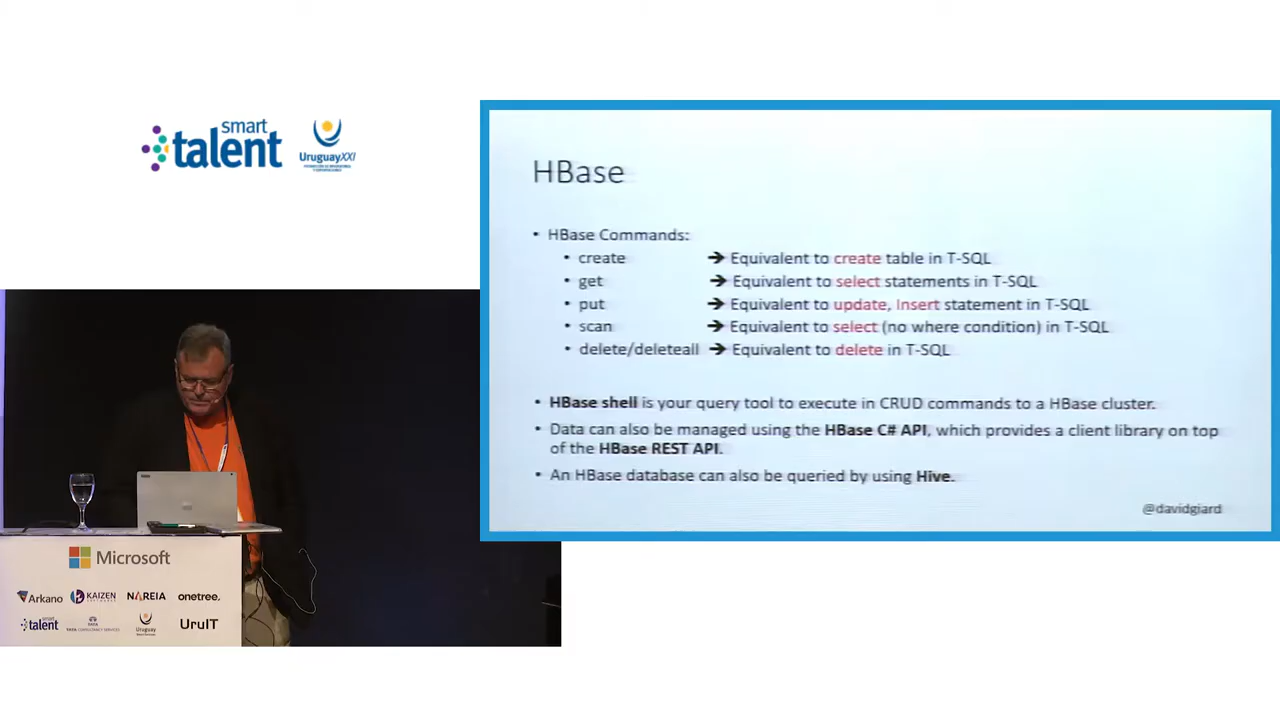 smart
talent
UruguayXXI
HBase
• HBase Commands:
• create ➔ Equivalent to create table in T-SQL
• get ➔ Equivalent to select statements in T-SQL
• put ➔ Equivalent to update, Insert statement in T-SQL
• scan ➔ Equivalent to select (no where condition) in T-SQL
• delete/deleteall ➔ Equivalent to delete in T-SQL
• HBase shell is your query tool to execute in CRUD commands to a HBase cluster.
• Data can also be managed using the HBase C# API, which provides a client library on top
of the HBase REST API.
• An HBase database can also be queried by using Hive.
@davidgiard
Microsoft
Arkano KAIZEN NAREIA onetree.
smart
talent TATA CONSULTANCY SERVICES Uruguay UruIT